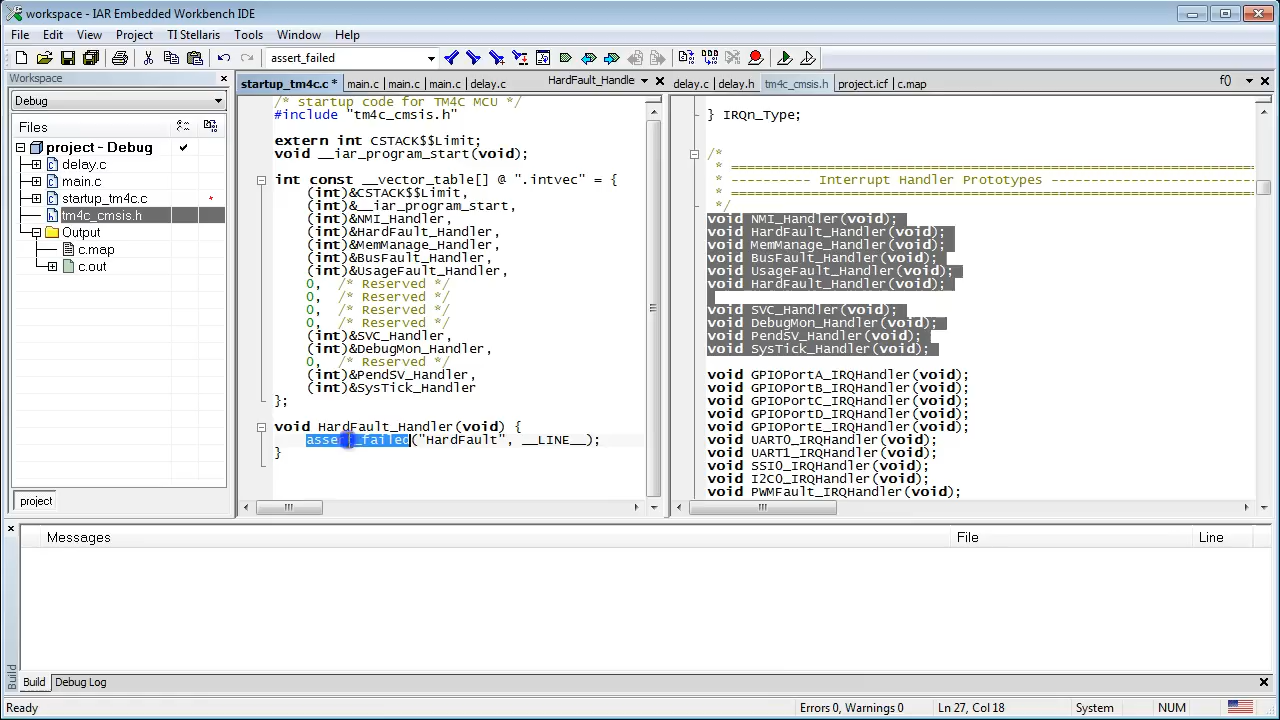 workspace - IAR Embedded Workbench IDE
File Edit View Project TI Stellaris Tools Window Help
assert_failed
Workspace
Debug
Files
project - Debug
delay.c
main.c
startup_tm4c.c
tm4c_cmsis.h
Output
c.map
c.out
project
startup_tm4c.c * main.c main.c main.c delay.c HardFault_Handle
/* startup code for TM4C MCU */
#include "tm4c_cmsis.h"
extern int CSTACK$$Limit;
void __iar_program_start(void);
int const __vector_table[] @ ".intvec" = {
(int)&CSTACK$$Limit,
(int)&__iar_program_start,
(int)&NMI_Handler,
(int)&HardFault_Handler,
(int)&MemManage_Handler,
(int)&BusFault_Handler,
(int)&UsageFault_Handler,
0, /* Reserved */
0, /* Reserved */
0, /* Reserved */
0, /* Reserved */
(int)&SVC_Handler,
(int)&DebugMon_Handler,
0, /* Reserved */
(int)&PendSV_Handler,
(int)&SysTick_Handler
};
void HardFault_Handler(void) {
assert_failed("HardFault", __LINE__);
}
delay.c delay.h tm4c_cmsis.h project.icf c.map f()
} IRQn_Type;
/*
* ==================================================================
* ---------- Interrupt Handler Prototypes --------------------------
* ==================================================================
*/
void NMI_Handler(void);
void HardFault_Handler(void);
void MemManage_Handler(void);
void BusFault_Handler(void);
void UsageFault_Handler(void);
void HardFault_Handler(void);
void SVC_Handler(void);
void DebugMon_Handler(void);
void PendSV_Handler(void);
void SysTick_Handler(void);
void GPIOPortA_IRQHandler(void);
void GPIOPortB_IRQHandler(void);
void GPIOPortC_IRQHandler(void);
void GPIOPortD_IRQHandler(void);
void GPIOPortE_IRQHandler(void);
void UART0_IRQHandler(void);
void UART1_IRQHandler(void);
void SSI0_IRQHandler(void);
void I2C0_IRQHandler(void);
void PWMFault_IRQHandler(void);
Messages File Line
Build
Build Debug Log
Ready Errors 0, Warnings 0 Ln 27, Col 18 System NUM